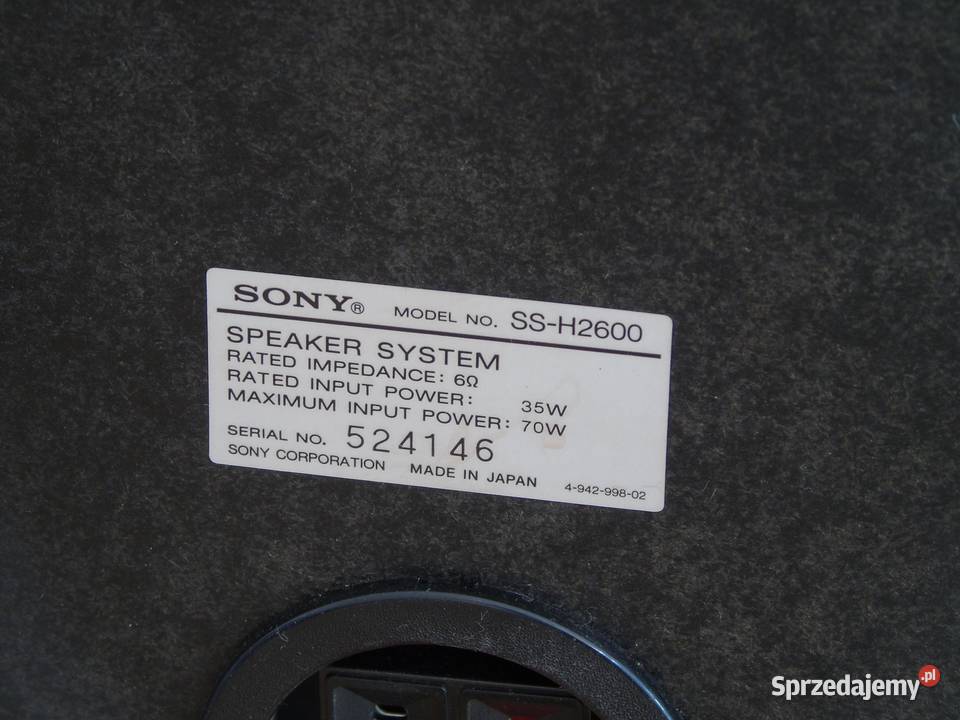 SONY® MODEL NO. SS-H2600
SPEAKER SYSTEM
RATED IMPEDANCE: 6Ω
RATED INPUT POWER: 35W
MAXIMUM INPUT POWER: 70W
SERIAL NO. 524146
SONY CORPORATION MADE IN JAPAN 4-942-998-02
Sprzedajemy.pl